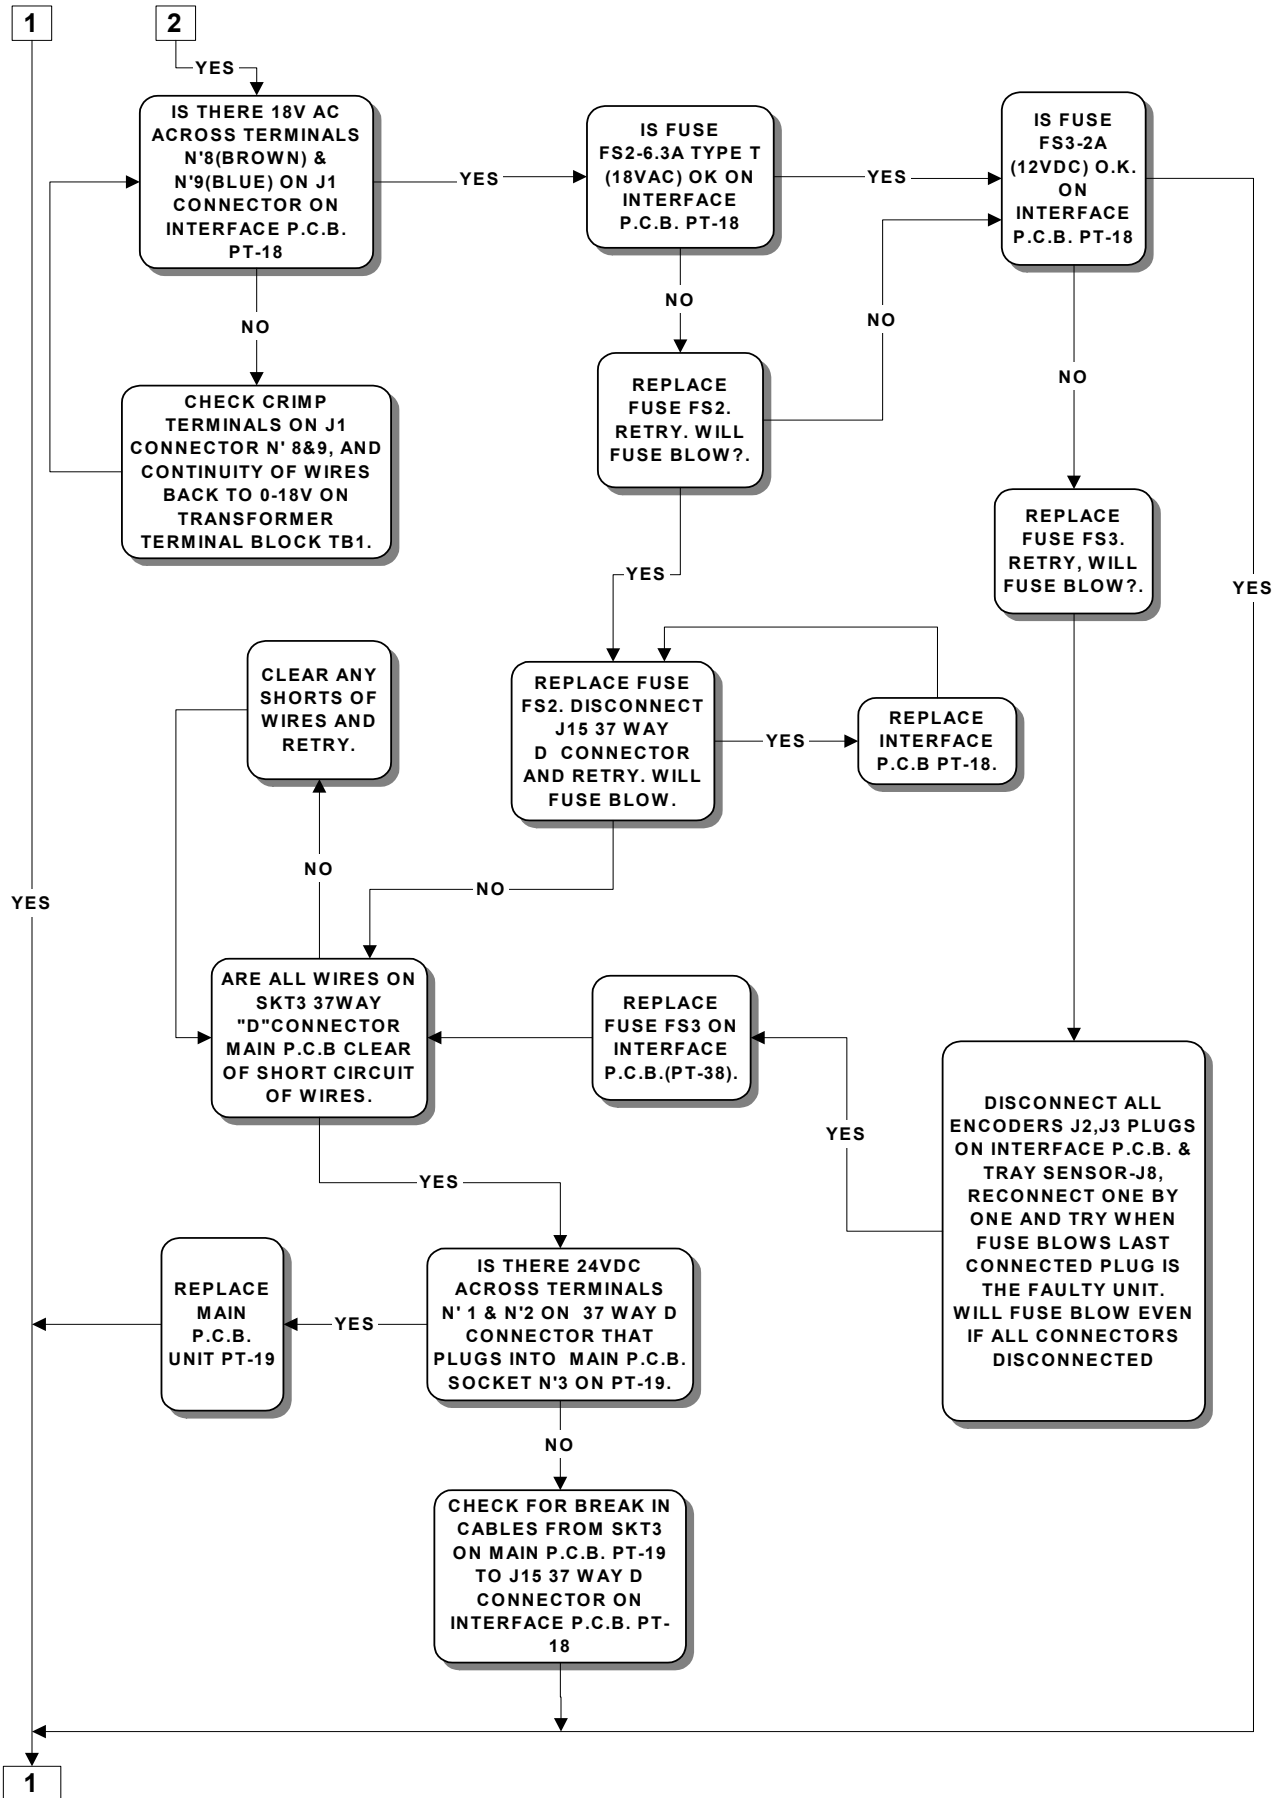 1
2
YES
IS THERE 18V AC
ACROSS TERMINALS
N'8(BROWN) &
N'9(BLUE) ON J1
CONNECTOR ON
INTERFACE P.C.B.
PT-18
YES
IS FUSE
FS2-6.3A TYPE T
(18VAC) OK ON
INTERFACE
P.C.B. PT-18
YES
IS FUSE
FS3-2A
(12VDC) O.K.
ON
INTERFACE
P.C.B. PT-18
NO
NO
NO
NO
YES
CHECK CRIMP
TERMINALS ON J1
CONNECTOR N' 8&9, AND
CONTINUITY OF WIRES
BACK TO 0-18V ON
TRANSFORMER
TERMINAL BLOCK TB1.
REPLACE
FUSE FS2.
RETRY. WILL
FUSE BLOW?.
REPLACE
FUSE FS3.
RETRY, WILL
FUSE BLOW?.
YES
CLEAR ANY
SHORTS OF
WIRES AND
RETRY.
REPLACE FUSE
FS2. DISCONNECT
J15 37 WAY
D CONNECTOR
AND RETRY. WILL
FUSE BLOW.
YES
REPLACE
INTERFACE
P.C.B PT-18.
NO
NO
YES
ARE ALL WIRES ON
SKT3 37WAY
"D"CONNECTOR
MAIN P.C.B CLEAR
OF SHORT CIRCUIT
OF WIRES.
REPLACE
FUSE FS3 ON
INTERFACE
P.C.B.(PT-38).
YES
DISCONNECT ALL
ENCODERS J2,J3 PLUGS
ON INTERFACE P.C.B. &
TRAY SENSOR-J8,
RECONNECT ONE BY
ONE AND TRY WHEN
FUSE BLOWS LAST
CONNECTED PLUG IS
THE FAULTY UNIT.
WILL FUSE BLOW EVEN
IF ALL CONNECTORS
DISCONNECTED
YES
REPLACE
MAIN
P.C.B.
UNIT PT-19
YES
IS THERE 24VDC
ACROSS TERMINALS
N' 1 & N'2 ON 37 WAY D
CONNECTOR THAT
PLUGS INTO MAIN P.C.B.
SOCKET N'3 ON PT-19.
NO
CHECK FOR BREAK IN
CABLES FROM SKT3
ON MAIN P.C.B. PT-19
TO J15 37 WAY D
CONNECTOR ON
INTERFACE P.C.B. PT-
18
1